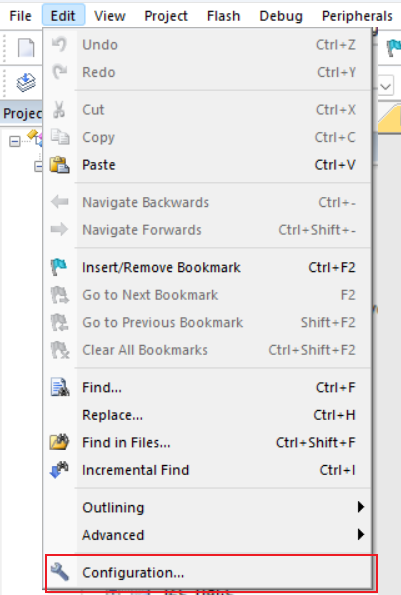 File Edit View Project Flash Debug Peripherals
Undo Ctrl+Z
Redo Ctrl+Y
Cut Ctrl+X
Copy Ctrl+C
Paste Ctrl+V
Navigate Backwards Ctrl+-
Navigate Forwards Ctrl+Shift+-
Insert/Remove Bookmark Ctrl+F2
Go to Next Bookmark F2
Go to Previous Bookmark Shift+F2
Clear All Bookmarks Ctrl+Shift+F2
Find... Ctrl+F
Replace... Ctrl+H
Find in Files... Ctrl+Shift+F
Incremental Find Ctrl+I
Outlining
Advanced
Configuration...